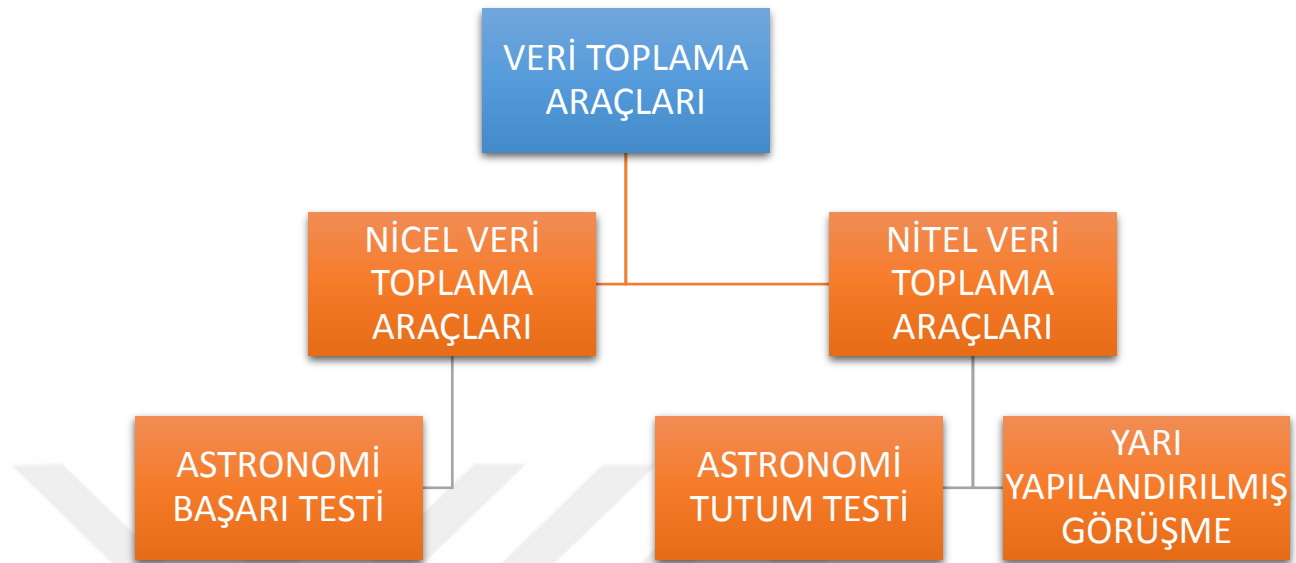 VERİ TOPLAMA
ARAÇLARI
NİCEL VERİ
TOPLAMA
ARAÇLARI
NİTEL VERİ
TOPLAMA
ARAÇLARI
ASTRONOMİ
BAŞARI TESTİ
ASTRONOMİ
TUTUM TESTİ
YARI
YAPILANDIRILMIŞ
GÖRÜŞME